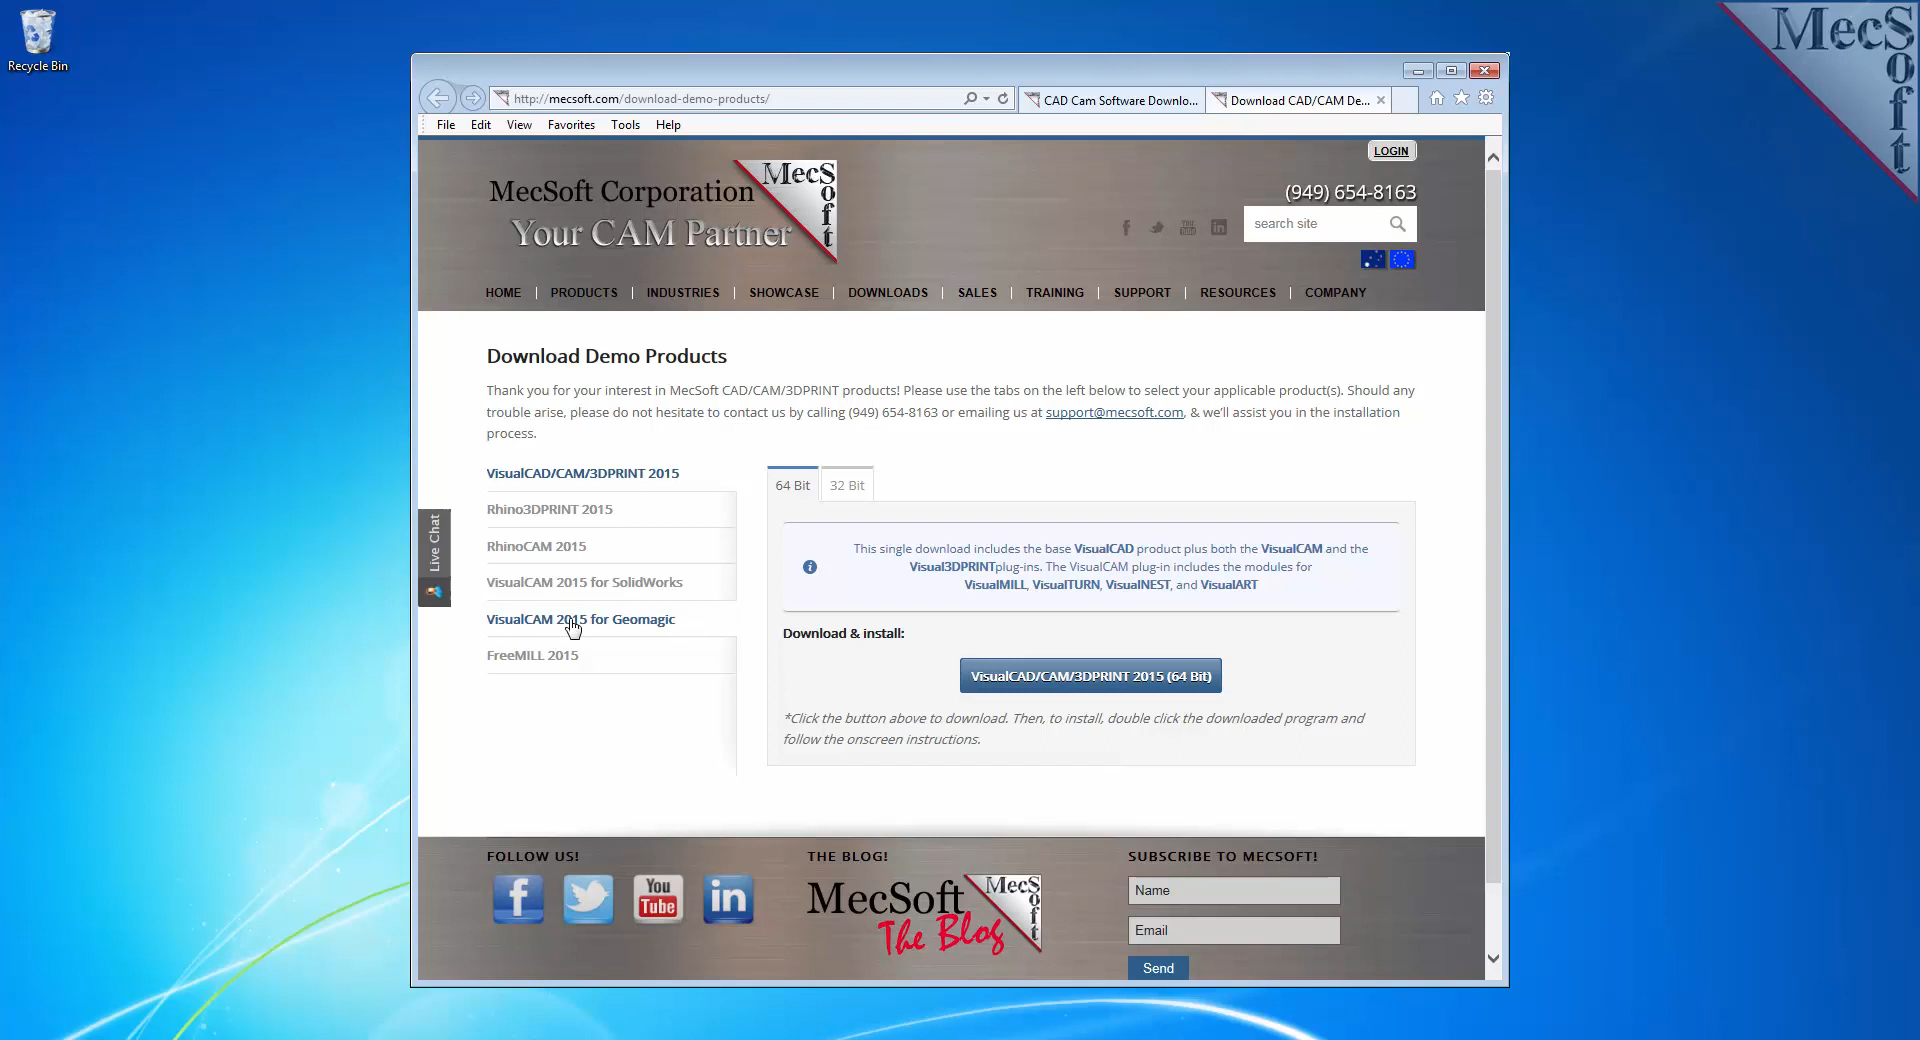 Recycle Bin
MecSoft
http://mecsoft.com/download-demo-products/
CAD Cam Software Downlo...
Download CAD/CAM De...
File Edit View Favorites Tools Help
LOGIN
MecSoft Corporation
Your CAM Partner
MecSoft
(949) 654-8163
search site
HOME PRODUCTS INDUSTRIES SHOWCASE DOWNLOADS SALES TRAINING SUPPORT RESOURCES COMPANY
Download Demo Products
Thank you for your interest in MecSoft CAD/CAM/3DPRINT products! Please use the tabs on the left below to select your applicable product(s). Should any
trouble arise, please do not hesitate to contact us by calling (949) 654-8163 or emailing us at support@mecsoft.com, & we'll assist you in the installation
process.
VisualCAD/CAM/3DPRINT 2015
Rhino3DPRINT 2015
RhinoCAM 2015
VisualCAM 2015 for SolidWorks
VisualCAM 2015 for Geomagic
FreeMILL 2015
Live Chat
64 Bit
32 Bit
This single download includes the base VisualCAD product plus both the VisualCAM and the
Visual3DPRINTplug-ins. The VisualCAM plug-in includes the modules for
VisualMILL, VisualTURN, VisualNEST, and VisualART
Download & install:
VisualCAD/CAM/3DPRINT 2015 (64 Bit)
*Click the button above to download. Then, to install, double click the downloaded program and
follow the onscreen instructions.
FOLLOW US!
You
Tube
in
THE BLOG!
MecSoft
The Blog
MecSoft
SUBSCRIBE TO MECSOFT!
Name
Email
Send